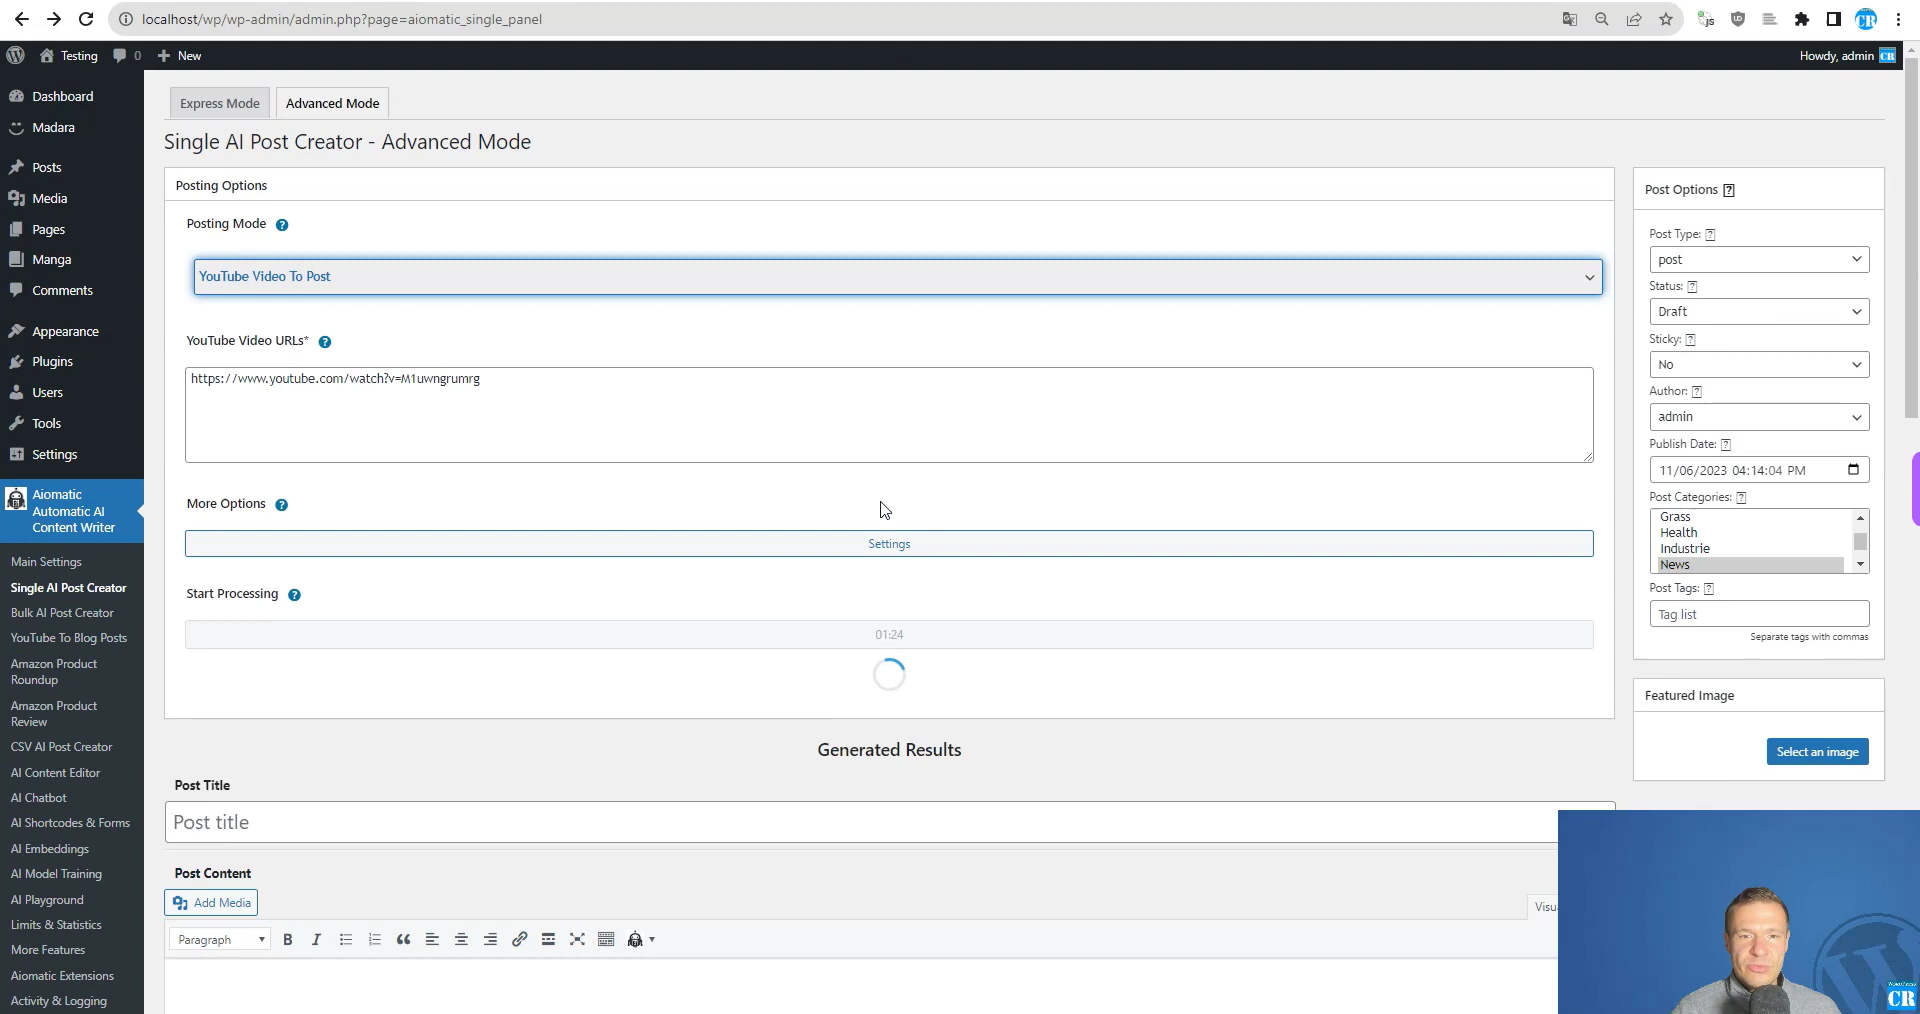 localhost/wp/wp-admin/admin.php?page=aiomatic_single_panel
Testing
0
New
Howdy, admin
CR
Dashboard
Madara
Posts
Media
Pages
Manga
Comments
Appearance
Plugins
Users
Tools
Settings
Aiomatic
Automatic AI
Content Writer
Main Settings
Single AI Post Creator
Bulk AI Post Creator
YouTube To Blog Posts
Amazon Product
Roundup
Amazon Product
Review
CSV AI Post Creator
AI Content Editor
AI Chatbot
AI Shortcodes & Forms
AI Embeddings
AI Model Training
AI Playground
Limits & Statistics
More Features
Aiomatic Extensions
Activity & Logging
Express Mode
Advanced Mode
Single AI Post Creator - Advanced Mode
Posting Options
Posting Mode ?
YouTube Video To Post
YouTube Video URLs* ?
https://www.youtube.com/watch?v=M1uwngrumrg
More Options ?
Settings
Start Processing ?
01:24
Generated Results
Post Title
Post title
Post Content
Add Media
Visu
Paragraph
B I
Post Options ?
Post Type: ?
post
Status: ?
Draft
Sticky: ?
No
Author: ?
admin
Publish Date: ?
11/06/2023 04:14:04 PM
Post Categories: ?
Grass
Health
Industrie
News
Post Tags: ?
Tag list
Separate tags with commas
Featured Image
Select an image
CR